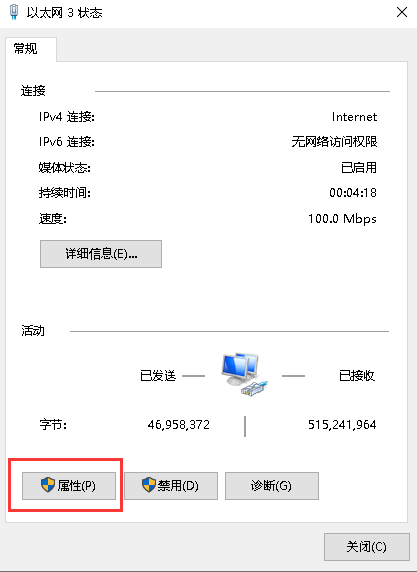 以太网 3 状态
常规
连接
IPv4 连接: Internet
IPv6 连接: 无网络访问权限
媒体状态: 已启用
持续时间: 00:04:18
速度: 100.0 Mbps
详细信息(E)...
活动
已发送 已接收
字节: 46,958,372 515,241,964
属性(P) 禁用(D) 诊断(G)
关闭(C)